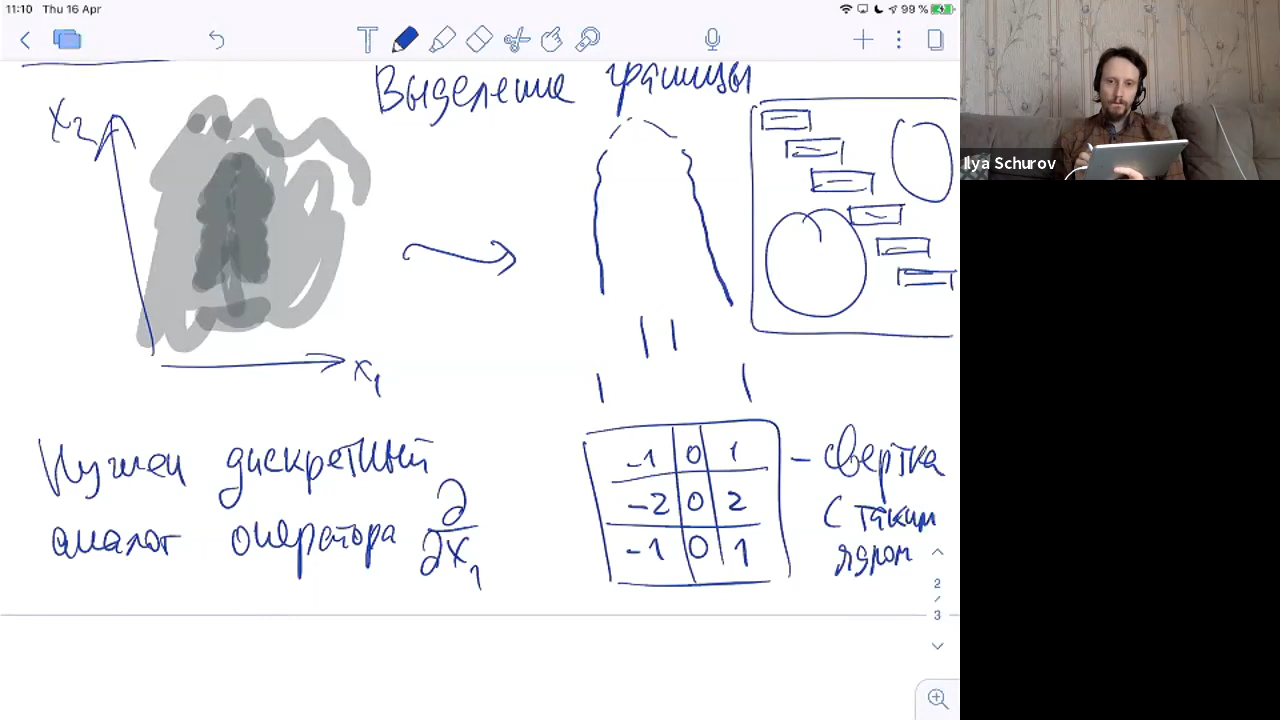 11:10 Thu 16 Apr
99 %
T
Выделение границы
x₂
x₁
Ilya Schurov
Нужен дискретный
аналог оператора ∂/∂x₁
-1 0 1
-2 0 2
-1 0 1
- свёртка
с таким
ядром
2
/
3